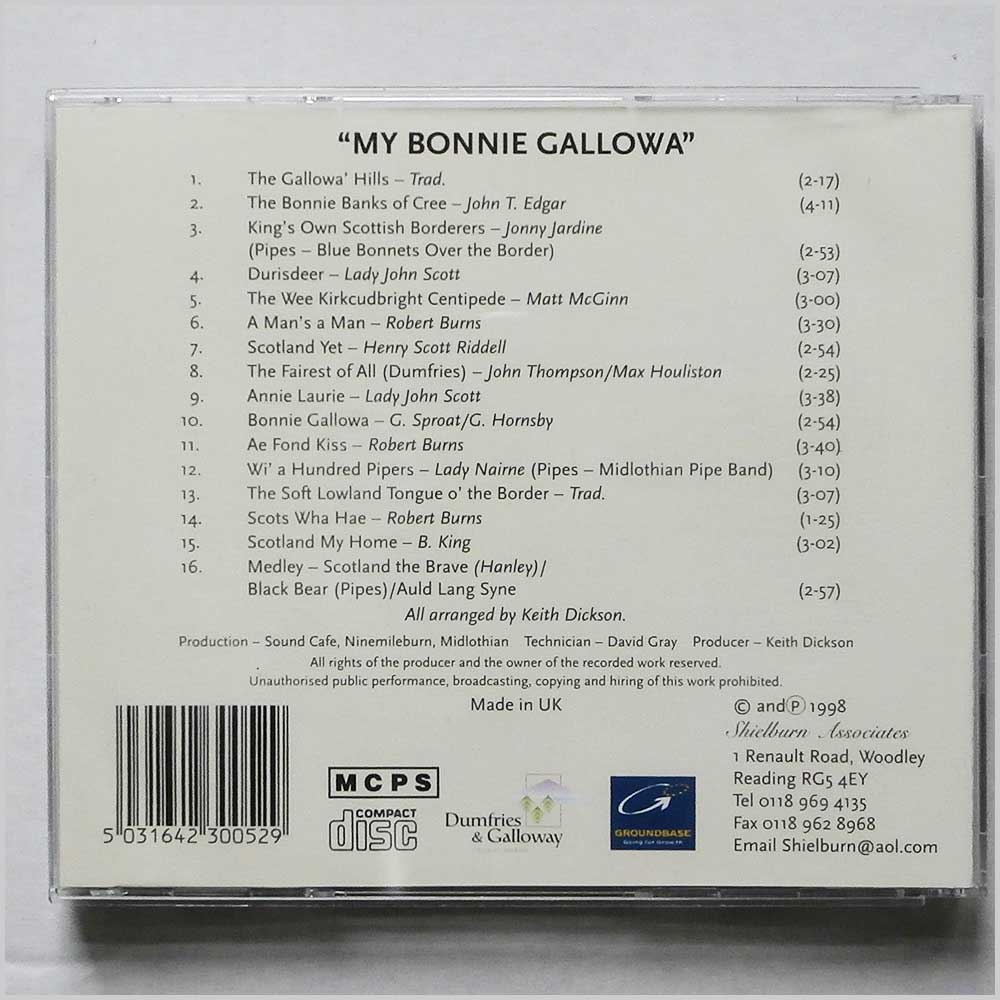 “MY BONNIE GALLOWA”
1. The Gallowa' Hills – Trad. (2-17)
2. The Bonnie Banks of Cree – John T. Edgar (4-11)
3. King's Own Scottish Borderers – Jonny Jardine
(Pipes – Blue Bonnets Over the Border) (2-53)
4. Durisdeer – Lady John Scott (3-07)
5. The Wee Kirkcudbright Centipede – Matt McGinn (3-00)
6. A Man's a Man – Robert Burns (3-30)
7. Scotland Yet – Henry Scott Riddell (2-54)
8. The Fairest of All (Dumfries) – John Thompson/Max Houliston (2-25)
9. Annie Laurie – Lady John Scott (3-38)
10. Bonnie Gallowa – G. Sproat/G. Hornsby (2-54)
11. Ae Fond Kiss – Robert Burns (3-40)
12. Wi' a Hundred Pipers – Lady Nairne (Pipes – Midlothian Pipe Band) (3-10)
13. The Soft Lowland Tongue o' the Border – Trad. (3-07)
14. Scots Wha Hae – Robert Burns (1-25)
15. Scotland My Home – B. King (3-02)
16. Medley – Scotland the Brave (Hanley)/
Black Bear (Pipes)/Auld Lang Syne (2-57)
All arranged by Keith Dickson.
Production – Sound Cafe, Ninemileburn, Midlothian Technician – David Gray Producer – Keith Dickson
All rights of the producer and the owner of the recorded work reserved.
Unauthorised public performance, broadcasting, copying and hiring of this work prohibited.
Made in UK
© and ℗ 1998
Shielburn Associates
1 Renault Road, Woodley
Reading RG5 4EY
Tel 0118 969 4135
Fax 0118 962 8968
Email Shielburn@aol.com
5 031642 300529
MCPS
COMPACT
disc
Dumfries
& Galloway
GROUNDBASE
Going for Growth